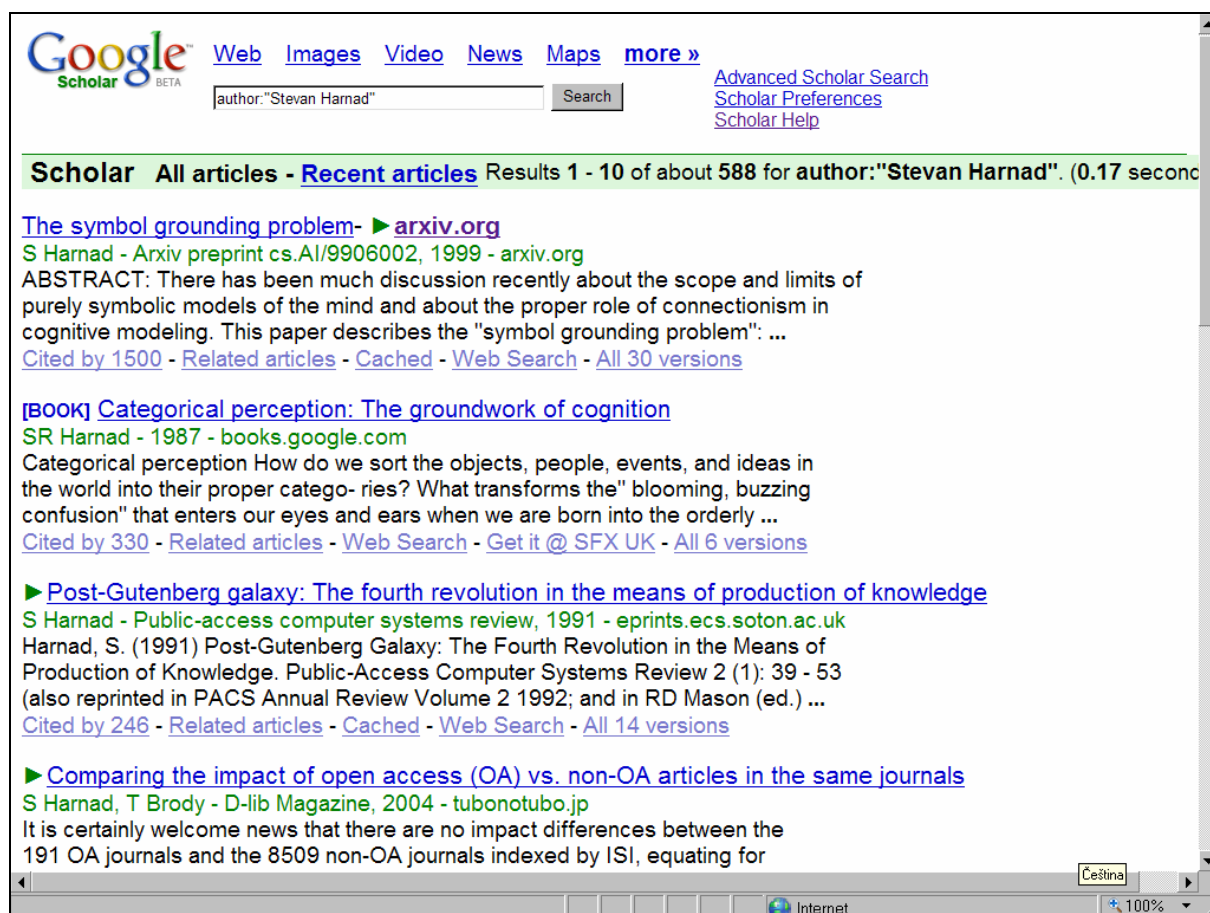 Google™
Scholar BETA
Web Images Video News Maps more »
author:"Stevan Harnad" Search
Advanced Scholar Search
Scholar Preferences
Scholar Help
Scholar All articles - Recent articles Results 1 - 10 of about 588 for author:"Stevan Harnad". (0.17 second
The symbol grounding problem- ►arxiv.org
S Harnad - Arxiv preprint cs.AI/9906002, 1999 - arxiv.org
ABSTRACT: There has been much discussion recently about the scope and limits of
purely symbolic models of the mind and about the proper role of connectionism in
cognitive modeling. This paper describes the "symbol grounding problem": ...
Cited by 1500 - Related articles - Cached - Web Search - All 30 versions
[BOOK] Categorical perception: The groundwork of cognition
SR Harnad - 1987 - books.google.com
Categorical perception How do we sort the objects, people, events, and ideas in
the world into their proper catego- ries? What transforms the" blooming, buzzing
confusion" that enters our eyes and ears when we are born into the orderly ...
Cited by 330 - Related articles - Web Search - Get it @ SFX UK - All 6 versions
►Post-Gutenberg galaxy: The fourth revolution in the means of production of knowledge
S Harnad - Public-access computer systems review, 1991 - eprints.ecs.soton.ac.uk
Harnad, S. (1991) Post-Gutenberg Galaxy: The Fourth Revolution in the Means of
Production of Knowledge. Public-Access Computer Systems Review 2 (1): 39 - 53
(also reprinted in PACS Annual Review Volume 2 1992; and in RD Mason (ed.) ...
Cited by 246 - Related articles - Cached - Web Search - All 14 versions
►Comparing the impact of open access (OA) vs. non-OA articles in the same journals
S Harnad, T Brody - D-lib Magazine, 2004 - tubonotubo.jp
It is certainly welcome news that there are no impact differences between the
191 OA journals and the 8509 non-OA journals indexed by ISI, equating for
Čeština
Internet 100%